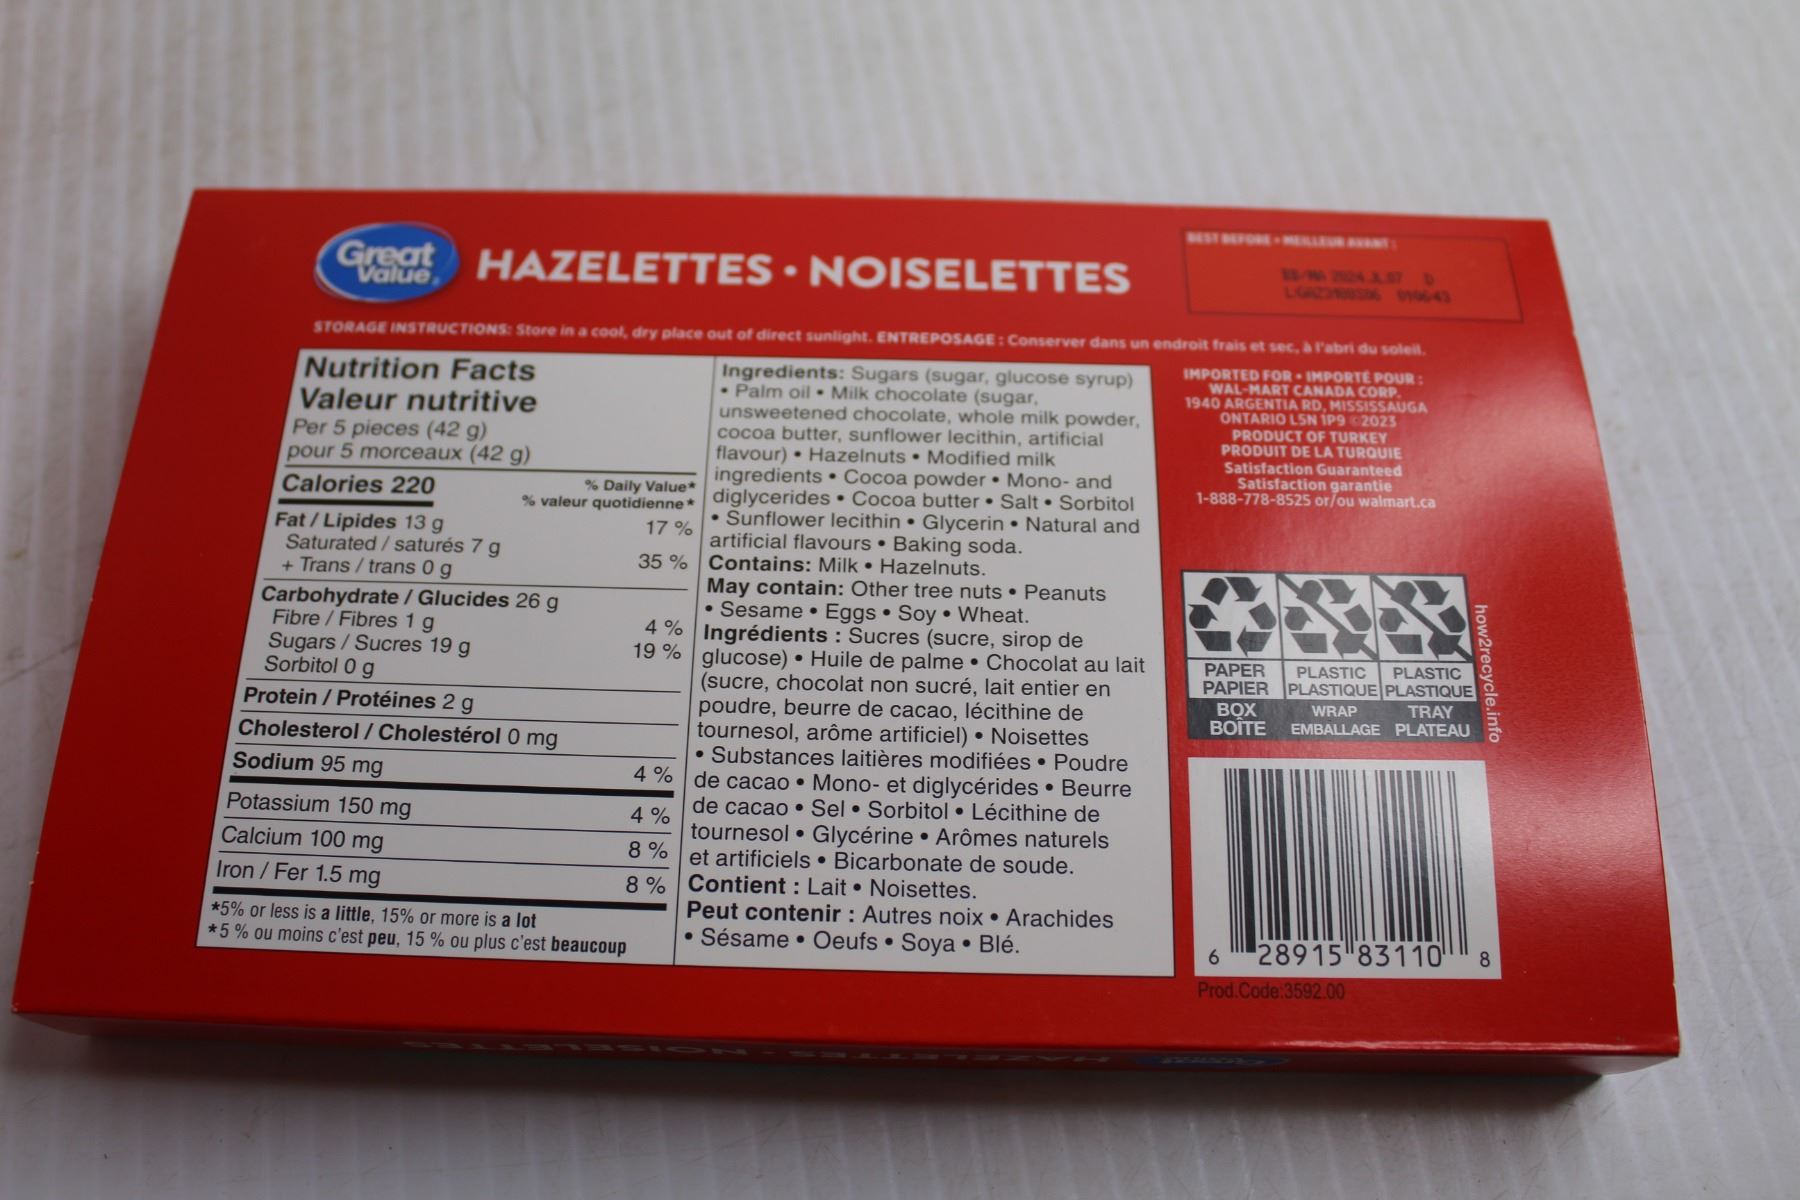 Great
Value
HAZELETTES • NOISELETTES
BEST BEFORE • MEILLEUR AVANT :
2024 JL 07 D
STORAGE INSTRUCTIONS: Store in a cool, dry place out of direct sunlight. ENTREPOSAGE : Conserver dans un endroit frais et sec, à l'abri du soleil.
Nutrition Facts
Valeur nutritive
Per 5 pieces (42 g)
pour 5 morceaux (42 g)
Calories 220
% Daily Value*
% valeur quotidienne*
Fat / Lipides 13 g 17 %
Saturated / saturés 7 g
+ Trans / trans 0 g 35 %
Carbohydrate / Glucides 26 g
Fibre / Fibres 1 g 4 %
Sugars / Sucres 19 g 19 %
Sorbitol 0 g
Protein / Protéines 2 g
Cholesterol / Cholestérol 0 mg
Sodium 95 mg 4 %
Potassium 150 mg 4 %
Calcium 100 mg 8 %
Iron / Fer 1.5 mg 8 %
*5% or less is a little, 15% or more is a lot
*5 % ou moins c'est peu, 15 % ou plus c'est beaucoup
Ingredients: Sugars (sugar, glucose syrup)
• Palm oil • Milk chocolate (sugar,
unsweetened chocolate, whole milk powder,
cocoa butter, sunflower lecithin, artificial
flavour) • Hazelnuts • Modified milk
ingredients • Cocoa powder • Mono- and
diglycerides • Cocoa butter • Salt • Sorbitol
• Sunflower lecithin • Glycerin • Natural and
artificial flavours • Baking soda.
Contains: Milk • Hazelnuts.
May contain: Other tree nuts • Peanuts
• Sesame • Eggs • Soy • Wheat.
Ingrédients : Sucres (sucre, sirop de
glucose) • Huile de palme • Chocolat au lait
(sucre, chocolat non sucré, lait entier en
poudre, beurre de cacao, lécithine de
tournesol, arôme artificiel) • Noisettes
• Substances laitières modifiées • Poudre
de cacao • Mono- et diglycérides • Beurre
de cacao • Sel • Sorbitol • Lécithine de
tournesol • Glycérine • Arômes naturels
et artificiels • Bicarbonate de soude.
Contient : Lait • Noisettes.
Peut contenir : Autres noix • Arachides
• Sésame • Oeufs • Soya • Blé.
IMPORTED FOR • IMPORTÉ POUR :
WAL-MART CANADA CORP.
1940 ARGENTIA RD, MISSISSAUGA
ONTARIO L5N 1P9 ©2023
PRODUCT OF TURKEY
PRODUIT DE LA TURQUIE
Satisfaction Guaranteed
Satisfaction garantie
1-888-778-8525 or/ou walmart.ca
PAPER PLASTIC PLASTIC
PAPIER PLASTIQUE PLASTIQUE
BOX WRAP TRAY
BOÎTE EMBALLAGE PLATEAU
how2recycle.info
6 28915 83110 8
Prod.Code:3592.00
HAZELETTES • NOISELETTES